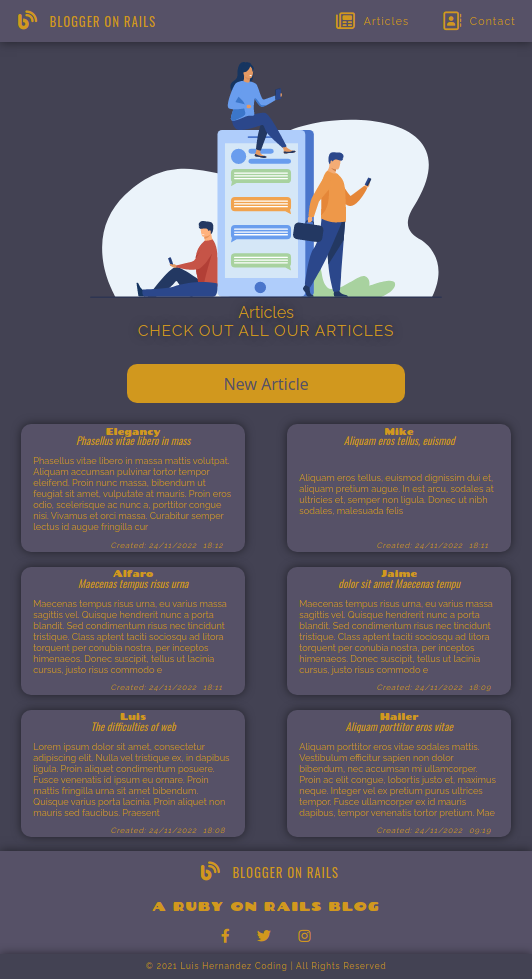 BLOGGER ON RAILS
Articles
Contact
Articles
CHECK OUT ALL OUR ARTICLES
New Article
Elegancy
Phasellus vitae libero in mass
Phasellus vitae libero in massa mattis volutpat.
Aliquam accumsan pulvinar tortor tempor
eleifend. Proin nunc massa, bibendum ut
feugiat sit amet, vulputate at mauris. Proin eros
odio, scelerisque ac nunc a, porttitor congue
nisi. Vivamus et orci massa. Curabitur semper
lectus id augue fringilla cur
Created: 24/11/2022 18:12
Mike
Aliquam eros tellus, euismod
Aliquam eros tellus, euismod dignissim dui et,
aliquam pretium augue. In est arcu, sodales at
ultricies et, semper non ligula. Donec ut nibh
sodales, malesuada felis
Created: 24/11/2022 18:11
Alfaro
Maecenas tempus risus urna
Maecenas tempus risus urna, eu varius massa
sagittis vel. Quisque hendrerit nunc a porta
blandit. Sed condimentum risus nec tincidunt
tristique. Class aptent taciti sociosqu ad litora
torquent per conubia nostra, per inceptos
himenaeos. Donec suscipit, tellus ut lacinia
cursus, justo risus commodo e
Created: 24/11/2022 18:11
Jaime
dolor sit amet Maecenas tempu
Maecenas tempus risus urna, eu varius massa
sagittis vel. Quisque hendrerit nunc a porta
blandit. Sed condimentum risus nec tincidunt
tristique. Class aptent taciti sociosqu ad litora
torquent per conubia nostra, per inceptos
himenaeos. Donec suscipit, tellus ut lacinia
cursus, justo risus commodo e
Created: 24/11/2022 18:09
Luis
The difficulties of web
Lorem ipsum dolor sit amet, consectetur
adipiscing elit. Nulla vel tristique ex, in dapibus
ligula. Proin aliquet condimentum posuere.
Fusce venenatis id ipsum eu ornare. Proin
mattis fringilla urna sit amet bibendum.
Quisque varius porta lacinia. Proin aliquet non
mauris sed faucibus. Praesent
Created: 24/11/2022 18:08
Hailer
Aliquam porttitor eros vitae
Aliquam porttitor eros vitae sodales mattis.
Vestibulum efficitur sapien non dolor
bibendum, nec accumsan mi ullamcorper.
Proin ac elit congue, lobortis justo et, maximus
neque. Integer vel ex pretium purus ultrices
tempor. Fusce ullamcorper ex id mauris
dapibus, tempor venenatis tortor pretium. Mae
Created: 24/11/2022 09:19
BLOGGER ON RAILS
A RUBY ON RAILS BLOG
© 2021 Luis Hernandez Coding | All Rights Reserved